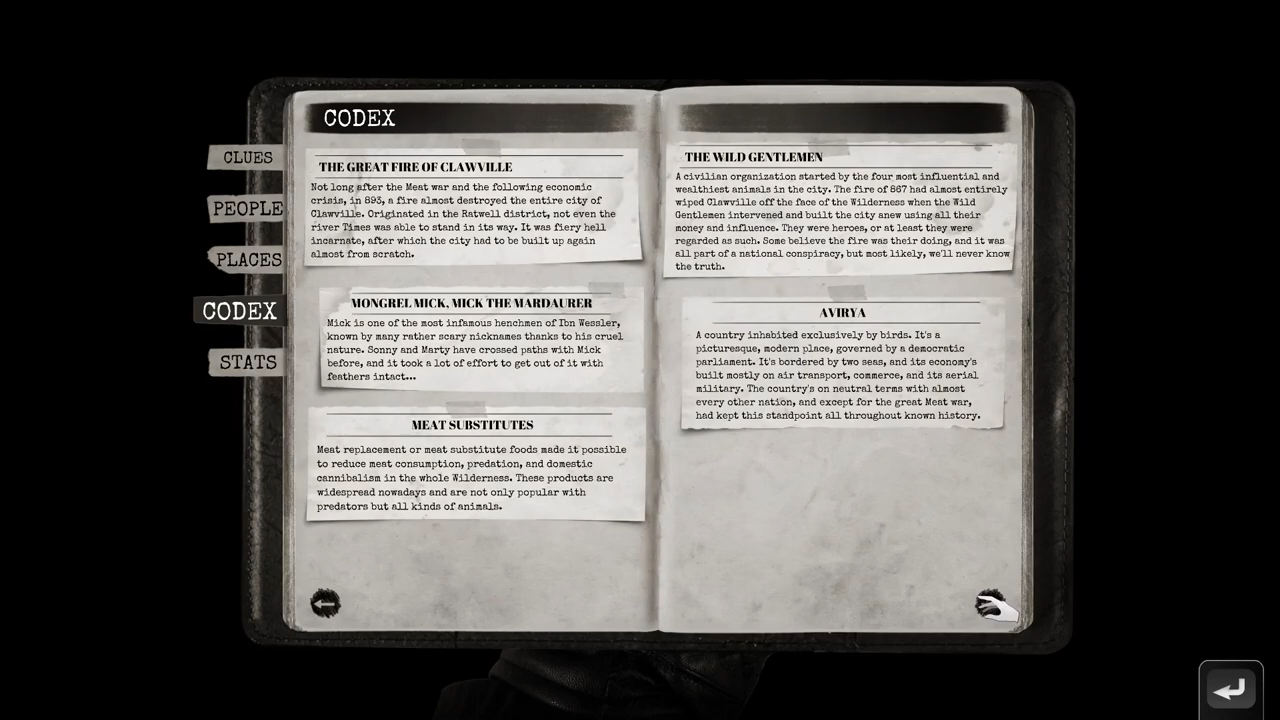 CODEX
CLUES
PEOPLE
PLACES
CODEX
STATS
THE GREAT FIRE OF CLAWVILLE
Not long after the Meat war and the following economic
crisis, in 893, a fire almost destroyed the entire city of
Clawville. Originated in the Ratwell district, not even the
river Times was able to stand in its way. It was fiery hell
incarnate, after which the city had to be built up again
almost from scratch.
MONGREL MICK, MICK THE MARDAURER
Mick is one of the most infamous henchmen of Ibn Wessler,
known by many rather scary nicknames thanks to his cruel
nature. Sonny and Marty have crossed paths with Mick
before, and it took a lot of effort to get out of it with
feathers intact...
MEAT SUBSTITUTES
Meat replacement or meat substitute foods made it possible
to reduce meat consumption, predation, and domestic
cannibalism in the whole Wilderness. These products are
widespread nowadays and are not only popular with
predators but all kinds of animals.
THE WILD GENTLEMEN
A civilian organization started by the four most influential and
wealthiest animals in the city. The fire of 867 had almost entirely
wiped Clawville off the face of the Wilderness when the Wild
Gentlemen intervened and built the city anew using all their
money and influence. They were heroes, or at least they were
regarded as such. Some believe the fire was their doing, and it was
all part of a national conspiracy, but most likely, we'll never know
the truth.
AVIRYA
A country inhabited exclusively by birds. It's a
picturesque, modern place, governed by a democratic
parliament. It's bordered by two seas, and its economy's
built mostly on air transport, commerce, and its aerial
military. The country's on neutral terms with almost
every other nation, and except for the great Meat war,
had kept this standpoint all throughout known history.